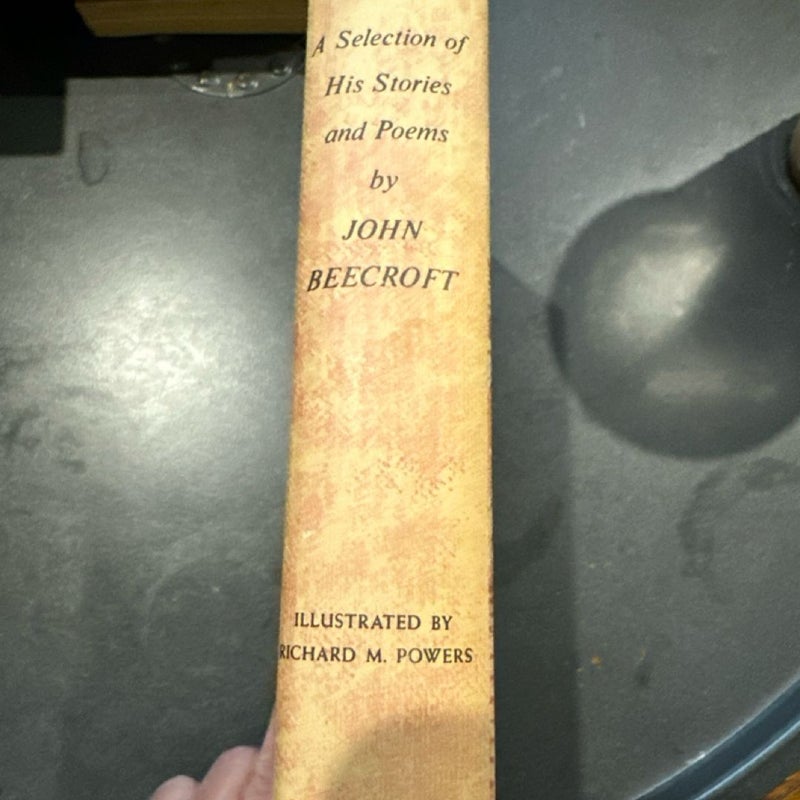 A Selection of
His Stories
and Poems
by
JOHN
BEECROFT
ILLUSTRATED BY
RICHARD M. POWERS